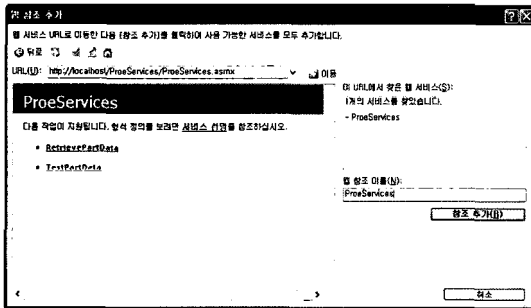 웹 참조 추가
웹 서비스 URL로 이동한 다음 [참조 추가]를 클릭하여 사용 가능한 서비스를 모두 추가합니다.
뒤로
URL(U): http://localhost/ProeServices/ProeServices.asmx
이동
ProeServices
다음 작업이 지원됩니다. 형식 정의를 보려면 서비스 설명를 참조하십시오.
• RetrievePartData
• TestPartData
이 URL에서 찾은 웹 서비스(S):
1개의 서비스를 찾았습니다.
- ProeServices
웹 참조 이름(N):
ProeServices
참조 추가(R)
취소